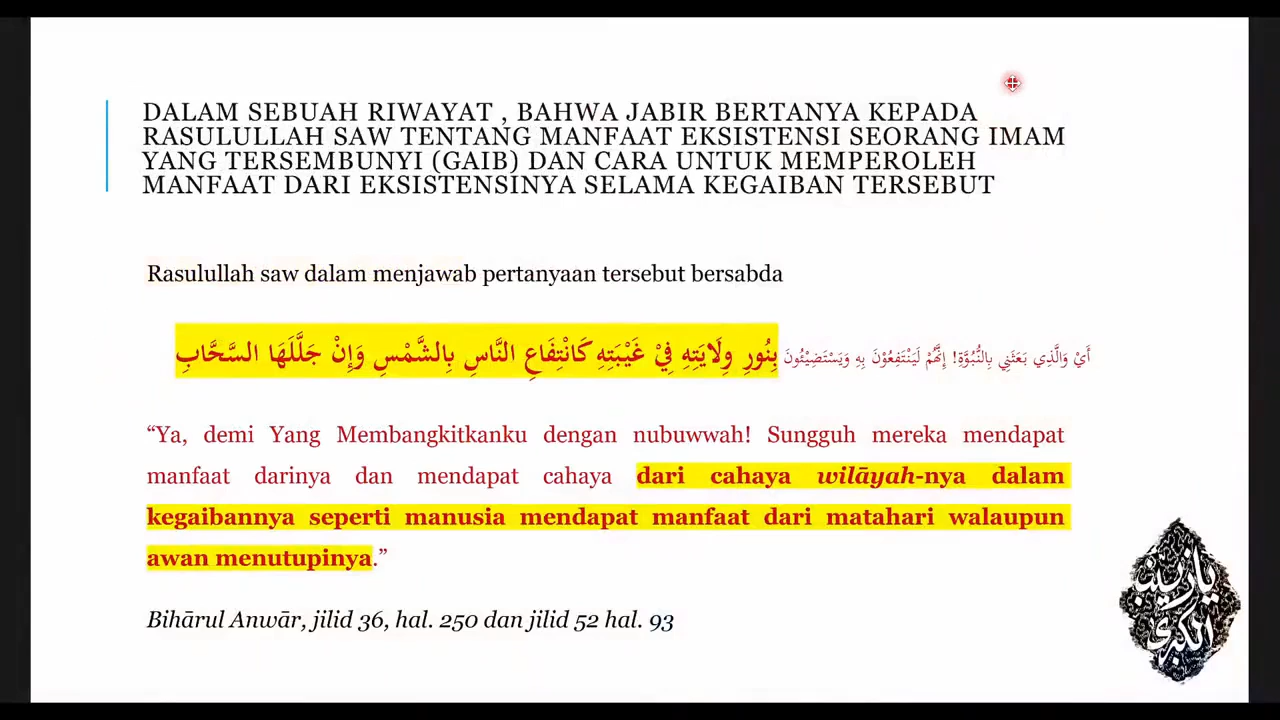 DALAM SEBUAH RIWAYAT , BAHWA JABIR BERTANYA KEPADA
RASULULLAH SAW TENTANG MANFAAT EKSISTENSI SEORANG IMAM
YANG TERSEMBUNYI (GAIB) DAN CARA UNTUK MEMPEROLEH
MANFAAT DARI EKSISTENSINYA SELAMA KEGAIBAN TERSEBUT
Rasulullah saw dalam menjawab pertanyaan tersebut bersabda
أَيْ وَالَّذِي بَعَثَنِي بِالنُّبُوَّةِ! إِنَّهُمْ لَيَنْتَفِعُوْنَ بِهِ وَيَسْتَضِيْئُونَ بِنُورِ وِلَايَتِهِ فِيْ غَيْبَتِهِ كَانْتِفَاعِ النَّاسِ بِالشَّمْسِ وَإِنْ جَلَّلَهَا السَّحَّابِ
“Ya, demi Yang Membangkitkanku dengan nubuwwah! Sungguh mereka mendapat
manfaat darinya dan mendapat cahaya dari cahaya wilāyah-nya dalam
kegaibannya seperti manusia mendapat manfaat dari matahari walaupun
awan menutupinya.”
Bihārul Anwār, jilid 36, hal. 250 dan jilid 52 hal. 93
يا زينب
الكبرى